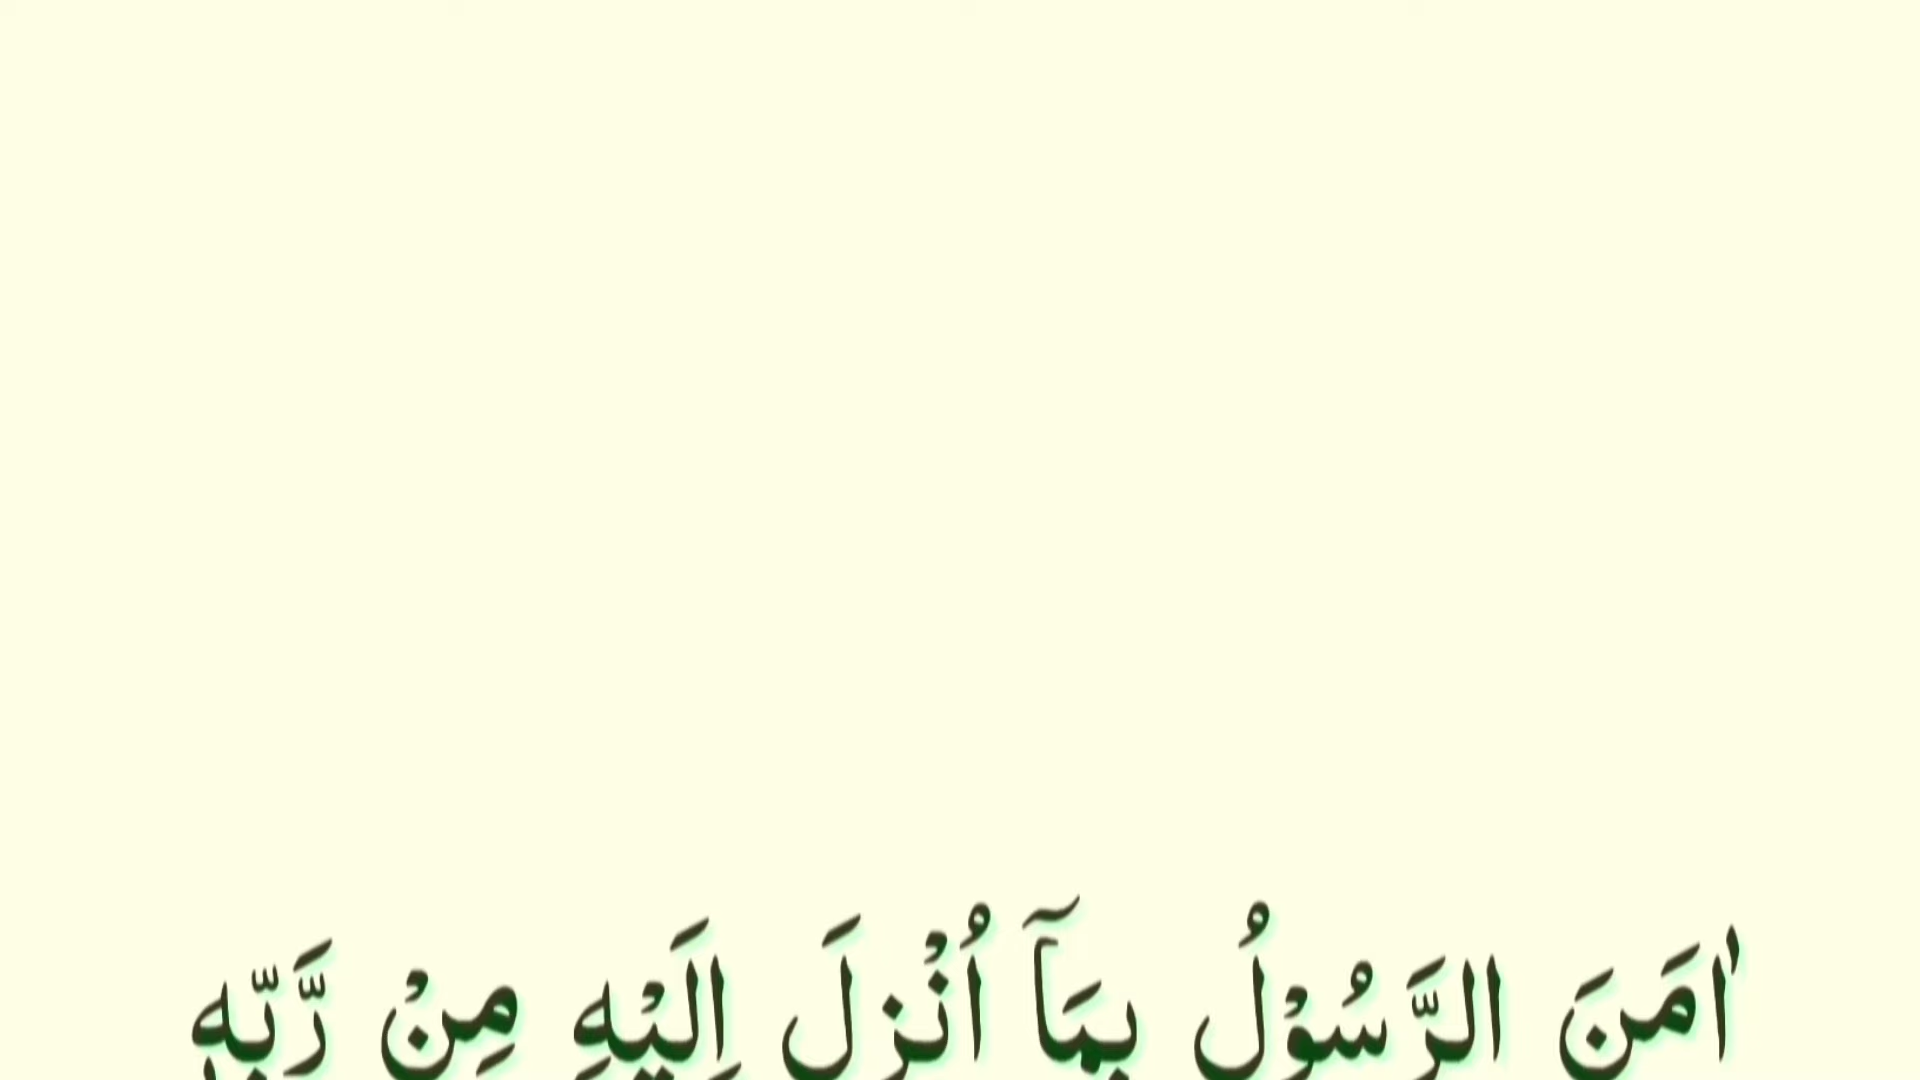 اٰمَنَ الرَّسُوْلُ بِمَآ اُنْزِلَ اِلَيْهِ مِنْ رَّبِّهٖ